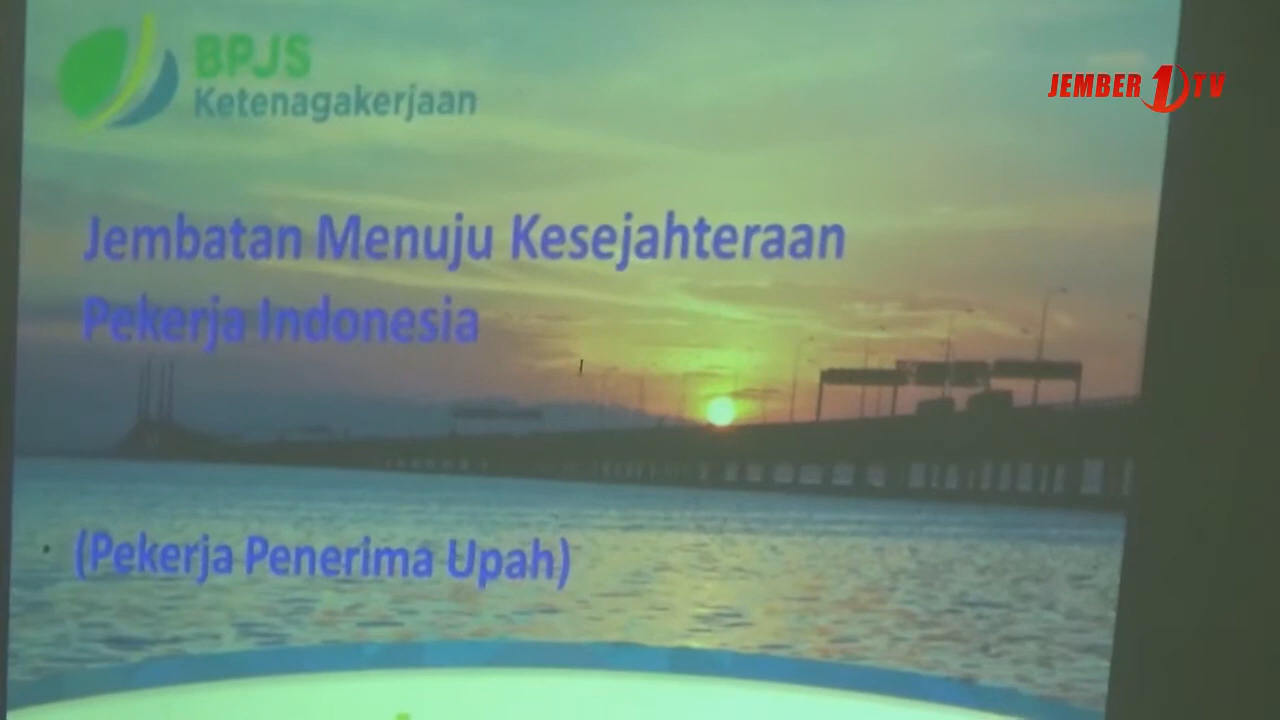 BPJS
Ketenagakerjaan
JEMBER 1 TV
Jembatan Menuju Kesejahteraan
Pekerja Indonesia
(Pekerja Penerima Upah)